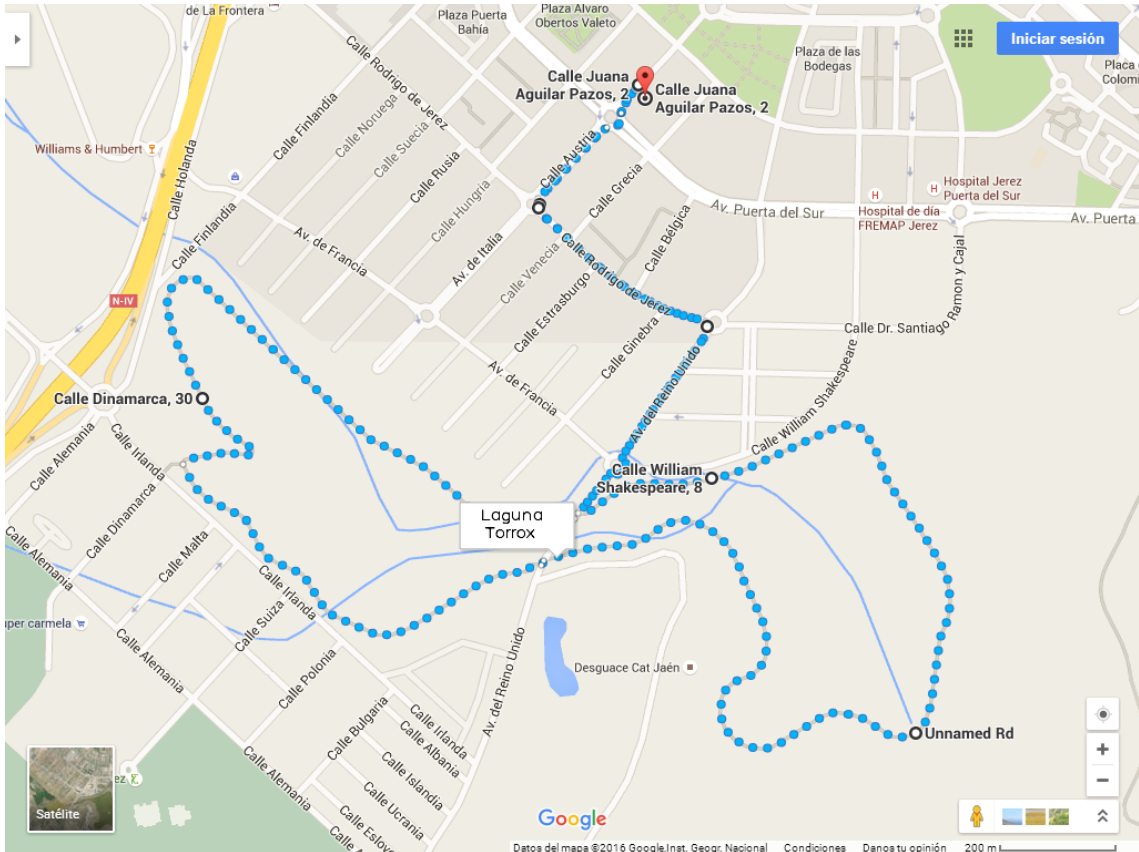 de La Frontera
Plaza Puerta
Bahía
Plaza Alvaro
Obertos Valeto
Iniciar sesión
Plaza de las
Bodegas
Placa de
Colomi
Calle Rodrigo de Jerez
Calle Juana
Aguilar Pazos, 2
Calle Juana
Aguilar Pazos, 2
Calle Finlandia
Calle Noruega
Calle Suecia
Calle Rusia
Calle Hungria
Calle Austria
Calle Grecia
Williams & Humbert
Calle Holanda
Calle Finlandia
Hospital Jerez
Puerta del Sur
Hospital de día
FREMAP Jerez
Av. Puerta del Sur
Av. Puerta
Av. de Francia
Av. de Italia
Calle Venecia
Calle Estrasburgo
Calle Bélgica
Calle Rodrigo de Jerez
Calle Ginebra
N-IV
Calle Dr. Santiago Ramon y Cajal
Av. de Francia
Av. del Reino Unido
Calle William Shakespeare
Calle Dinamarca, 30
Calle Alemania
Calle Irlanda
Calle William
Shakespeare, 8
Laguna
Torrox
Calle Dinamarca
Calle Malta
Calle Alemania
Calle Irlanda
Calle Suiza
uper carmela
Calle Alemania
Calle Polonia
Desguace Cat Jaén
Av. del Reino Unido
Calle Bulgaria
Calle Irlanda
Calle Albania
Calle Islandia
Calle Ucrania
Calle Eslov
Calle Alemania
Unnamed Rd
ez
Satélite
Google
Datos del mapa ©2016 Google,Inst. Geogr. Nacional Condiciones Danos tu opinión 200 m